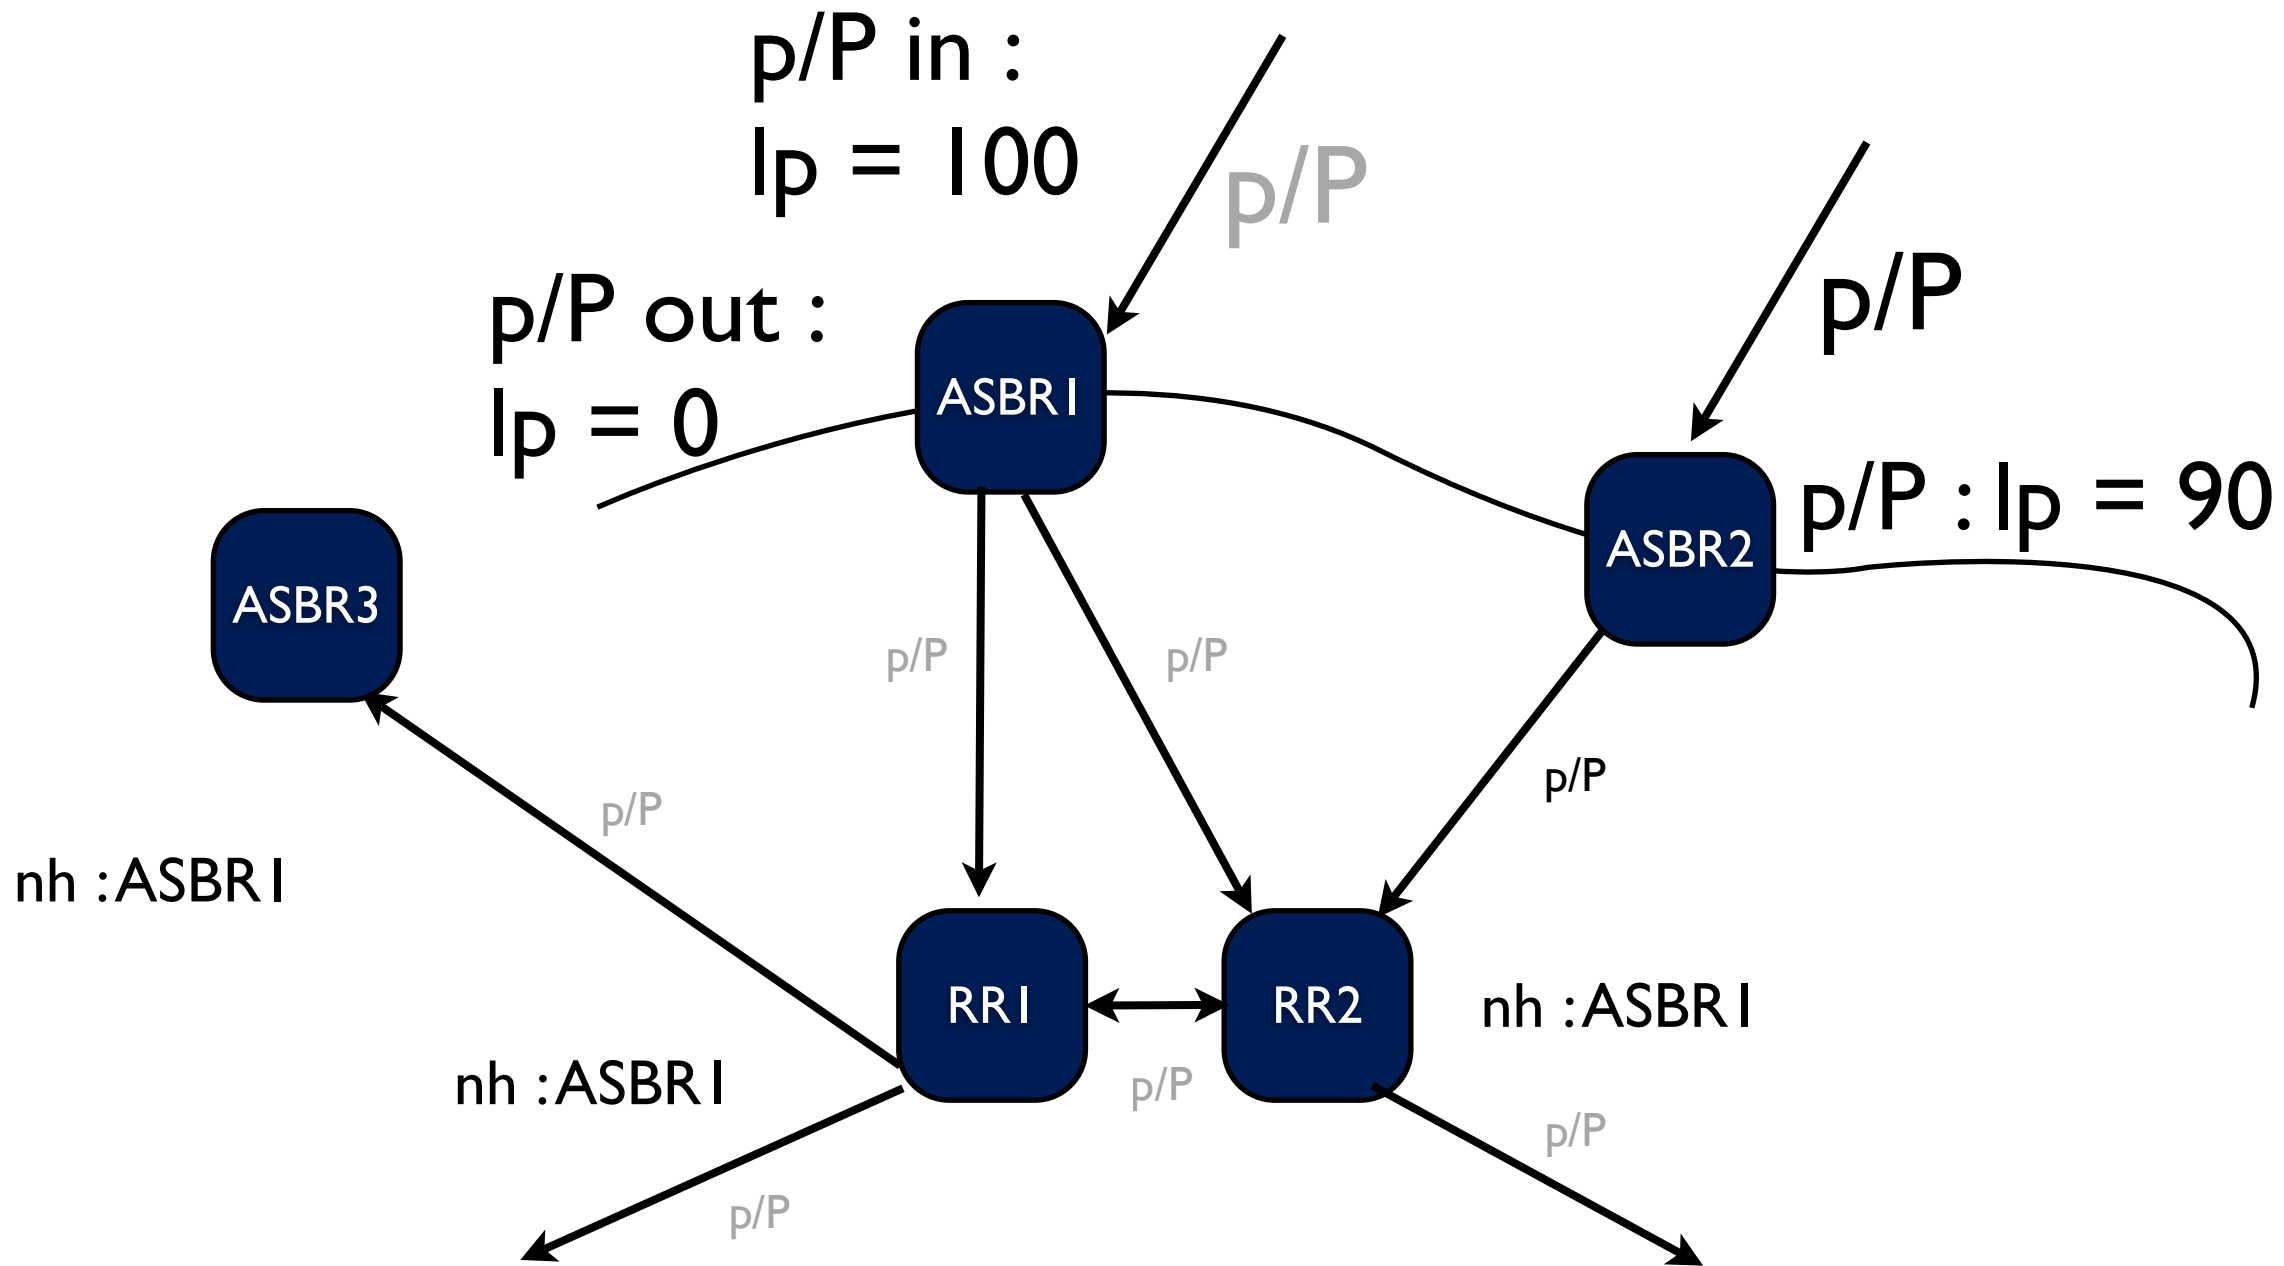 p/P in :
lp = 100
p/P
p/P out :
lp = 0
p/P
ASBR1
p/P : lp = 90
ASBR2
ASBR3
p/P
p/P
p/P
p/P
nh : ASBR1
RR1
RR2
nh : ASBR1
nh : ASBR1
p/P
p/P
p/P